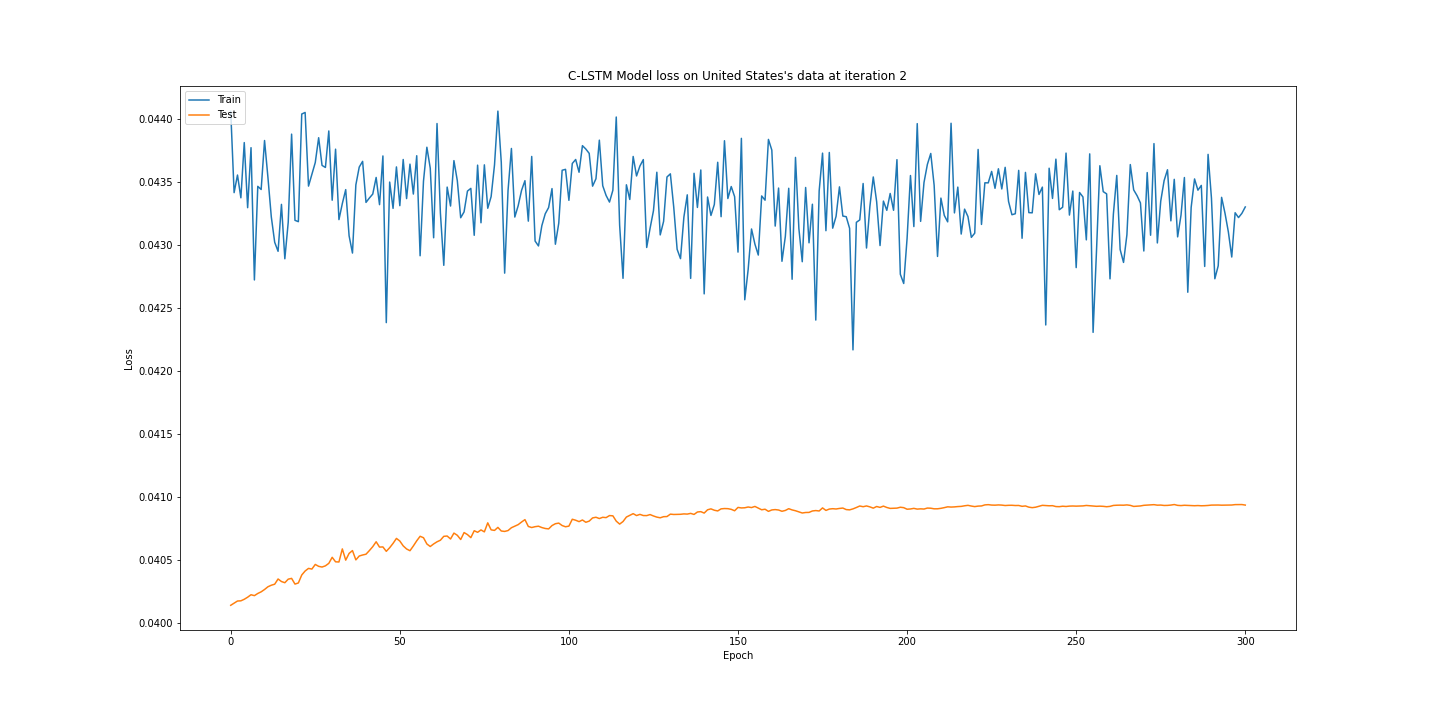 C-LSTM Model loss on United States's data at iteration 2
Train
Test
0.0440
0.0435
0.0430
0.0425
0.0420
0.0415
0.0410
0.0405
0.0400
Loss
0 50 100 150 200 250 300
Epoch